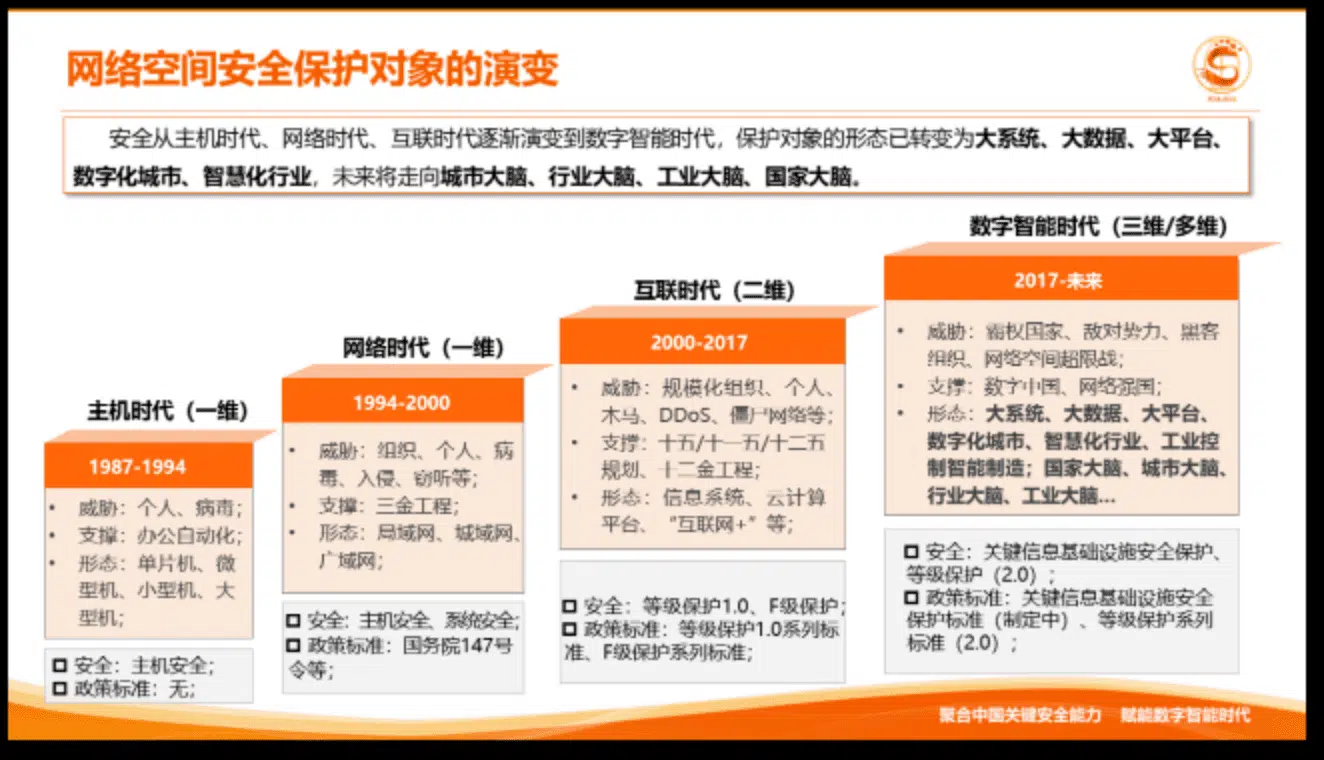 网络空间安全保护对象的演变
安全从主机时代、网络时代、互联时代逐渐演变到数字智能时代，保护对象的形态已转变为大系统、大数据、大平台、
数字化城市、智慧化行业，未来将走向城市大脑、行业大脑、工业大脑、国家大脑。
主机时代（一维）
1987-1994
• 威胁：个人、病毒；
• 支撑：办公自动化；
• 形态：单片机、微
型机、小型机、大
型机；
安全：主机安全；
政策标准：无；
网络时代（一维）
1994-2000
• 威胁：组织、个人、病
毒、入侵、窃听等；
• 支撑：三金工程；
• 形态：局域网、城域网、
广域网；
安全：主机安全、系统安全；
政策标准：国务院147号
令等；
互联时代（二维）
2000-2017
• 威胁：规模化组织、个人、
木马、DDoS、僵尸网络等；
• 支撑：十五/十一五/十二五
规划、十二金工程；
• 形态：信息系统、云计算
平台、“互联网+”等；
安全：等级保护1.0、F级保护；
政策标准：等级保护1.0系列标
准、F级保护系列标准；
数字智能时代（三维/多维）
2017-未来
• 威胁：霸权国家、敌对势力、黑客
组织、网络空间超限战；
• 支撑：数字中国、网络强国；
• 形态：大系统、大数据、大平台、
数字化城市、智慧化行业、工业控
制智能制造；国家大脑、城市大脑、
行业大脑、工业大脑...
安全：关键信息基础设施安全保护、
等级保护（2.0）；
政策标准：关键信息基础设施安全
保护标准（制定中）、等级保护系列
标准（2.0）；
聚合中国关键安全能力 赋能数字智能时代